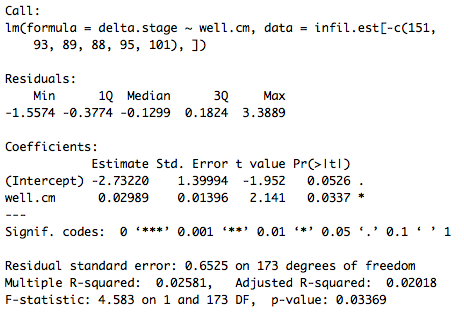 Call:
lm(formula = delta.stage ~ well.cm, data = infil.est[-c(151,
93, 89, 88, 95, 101), ])
Residuals:
Min 1Q Median 3Q Max
-1.5574 -0.3774 -0.1299 0.1824 3.3889
Coefficients:
Estimate Std. Error t value Pr(>|t|)
(Intercept) -2.73220 1.39994 -1.952 0.0526 .
well.cm 0.02989 0.01396 2.141 0.0337 *
---
Signif. codes: 0 ‘***’ 0.001 ‘**’ 0.01 ‘*’ 0.05 ‘.’ 0.1 ‘ ’ 1
Residual standard error: 0.6525 on 173 degrees of freedom
Multiple R-squared: 0.02581, Adjusted R-squared: 0.02018
F-statistic: 4.583 on 1 and 173 DF, p-value: 0.03369